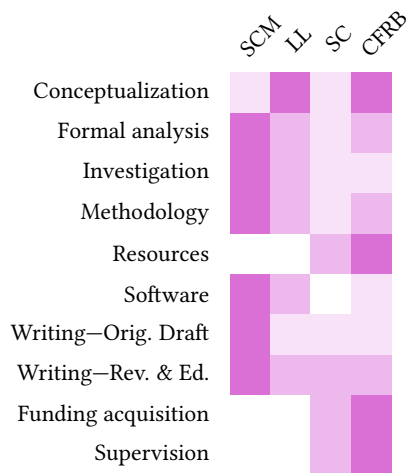 SCM LL SC CFRB
Conceptualization
Formal analysis
Investigation
Methodology
Resources
Software
Writing—Orig. Draft
Writing—Rev. & Ed.
Funding acquisition
Supervision